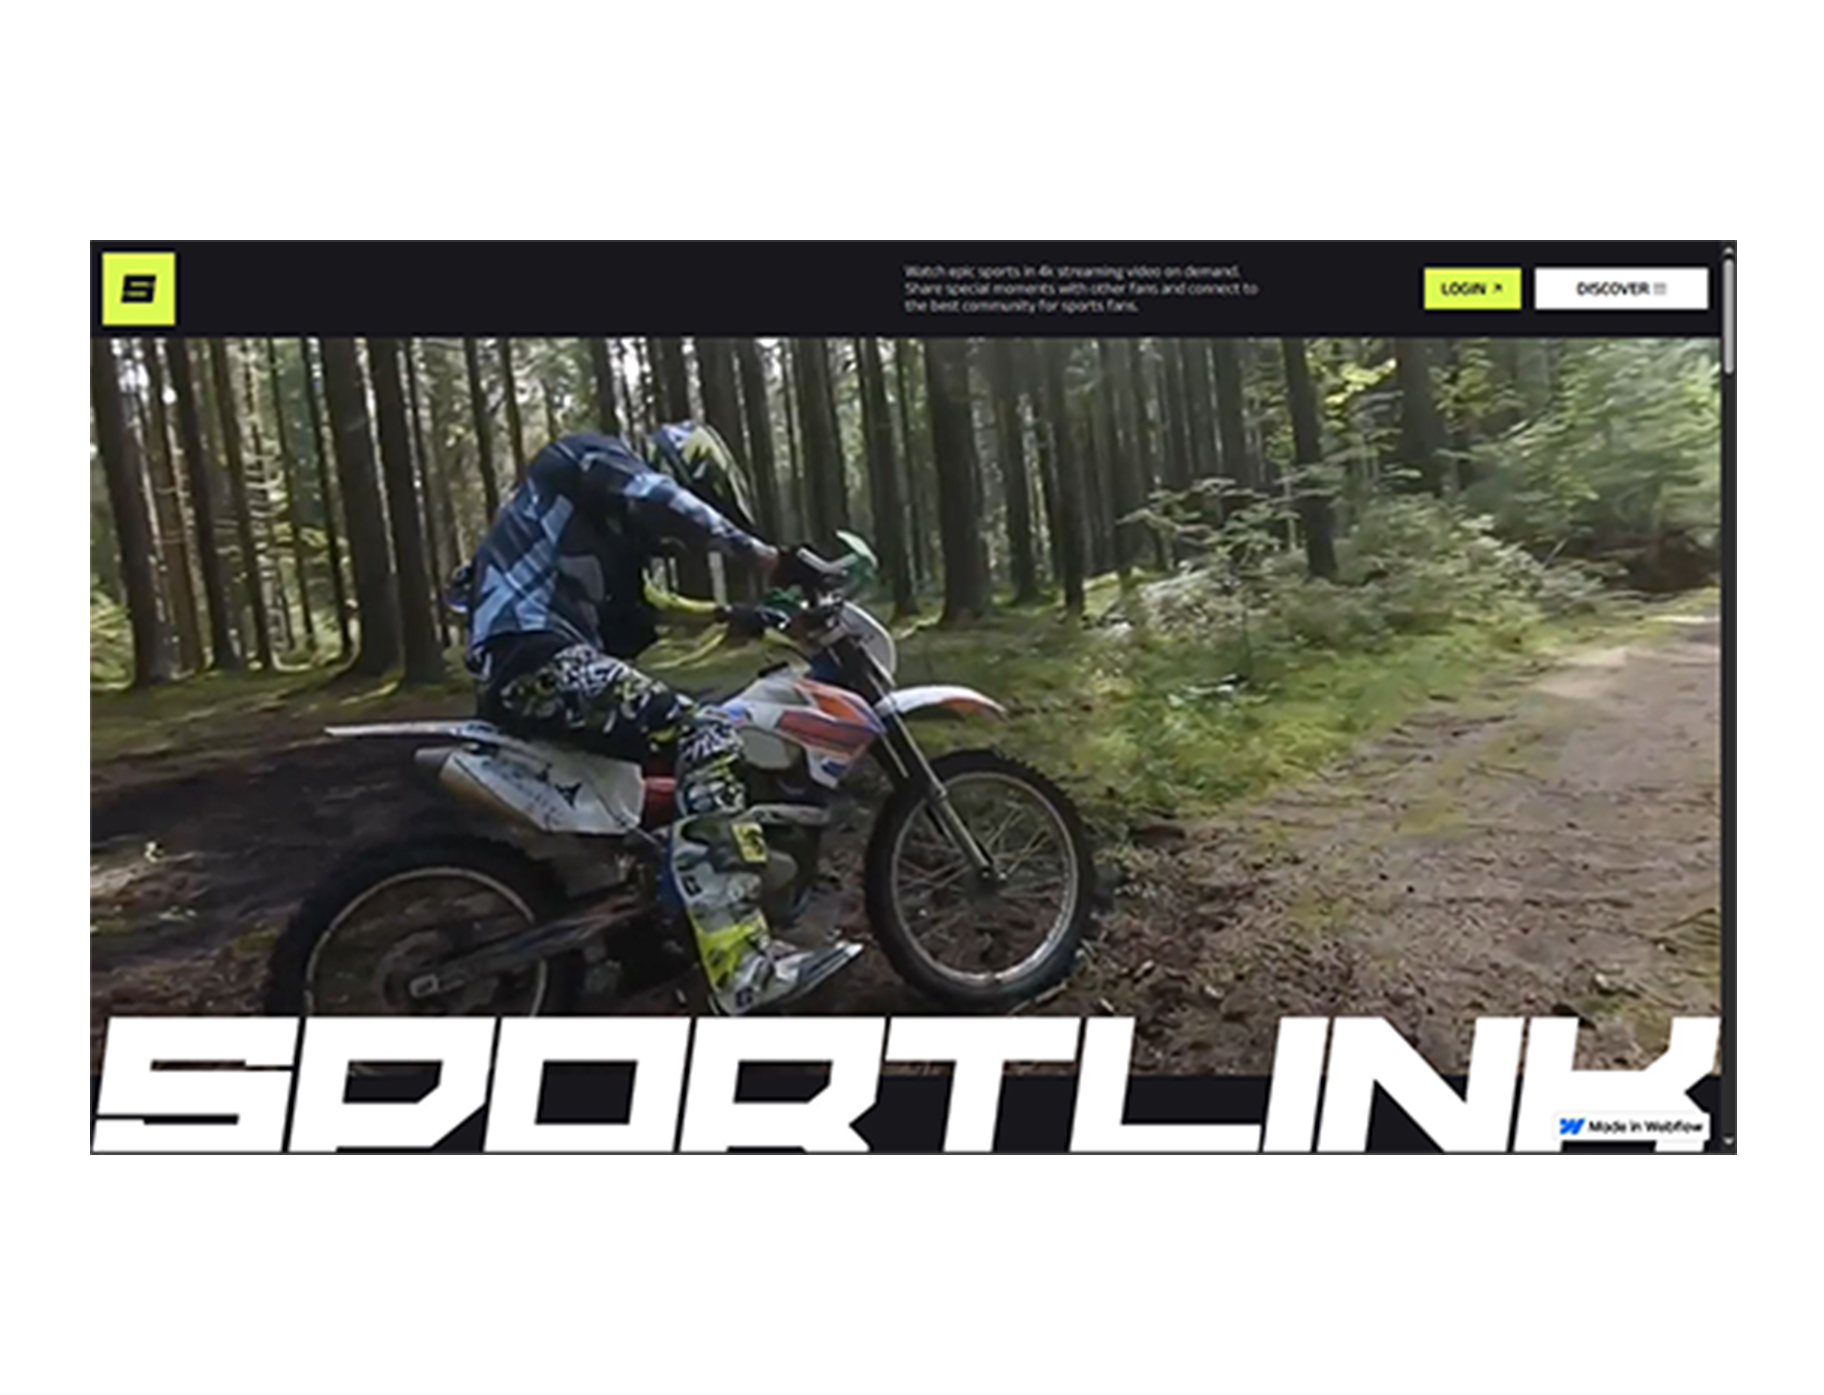 S
Watch epic sports in 4k streaming video on demand.
Share special moments with other fans and connect to
the best community for sports fans.
LOGIN
DISCOVER
SPORTLINK
Made in Webflow